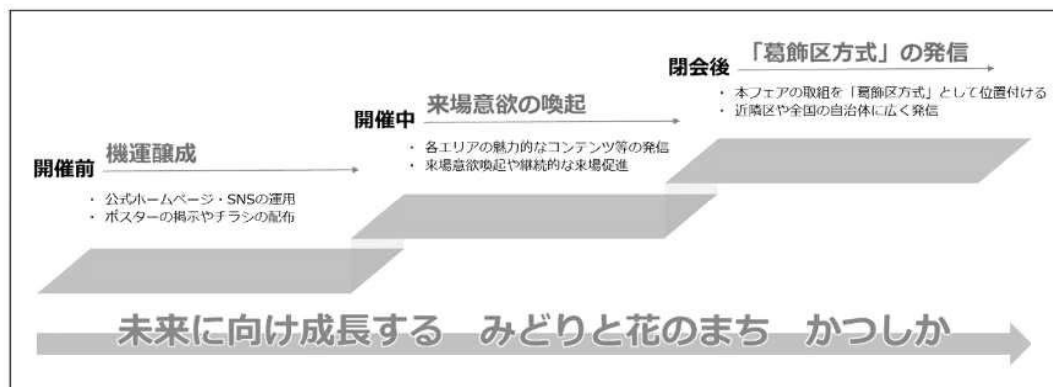 開催前
機運醸成
・ 公式ホームページ・SNSの運用
・ ポスターの掲示やチラシの配布
開催中
来場意欲の喚起
・ 各エリアの魅力的なコンテンツ等の発信
・ 来場意欲喚起や継続的な来場促進
閉会後
「葛飾区方式」の発信
・ 本フェアの取組を「葛飾区方式」として位置付ける
・ 近隣区や全国の自治体に広く発信
未来に向け成長する　みどりと花のまち　かつしか